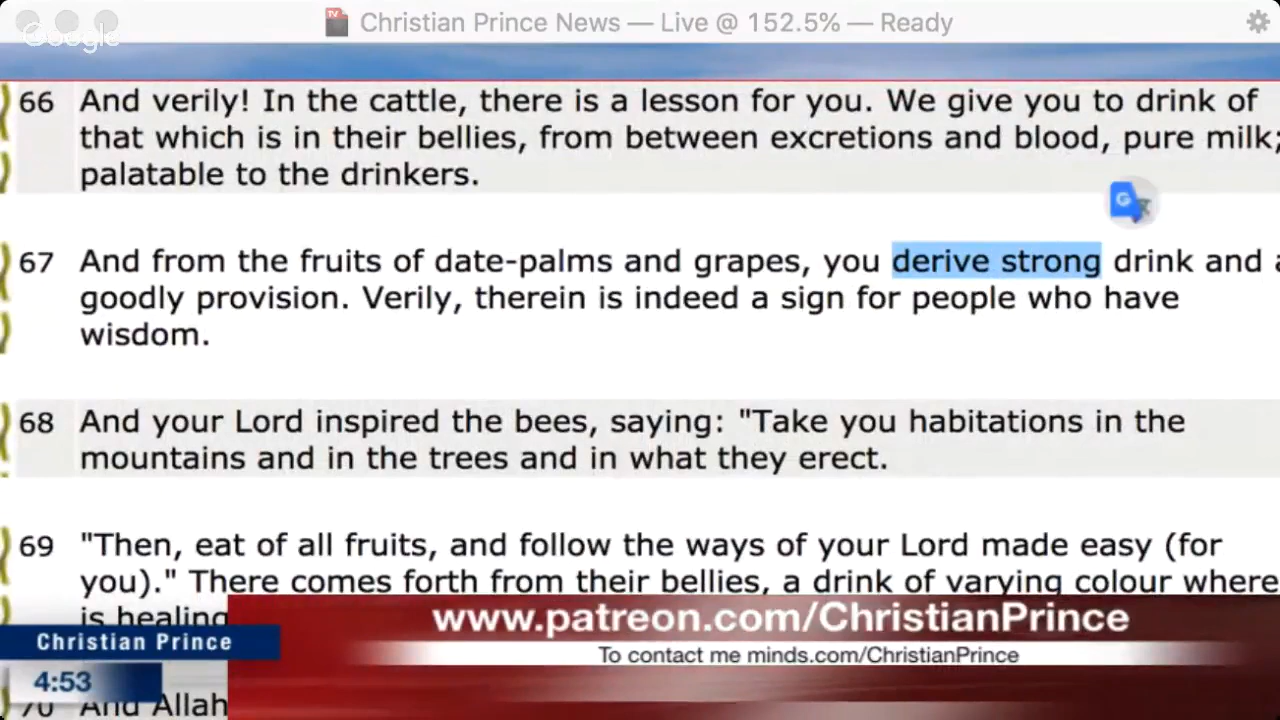 Google
Christian Prince News — Live @ 152.5% — Ready
66 And verily! In the cattle, there is a lesson for you. We give you to drink of
that which is in their bellies, from between excretions and blood, pure milk;
palatable to the drinkers.
67 And from the fruits of date-palms and grapes, you derive strong drink and a
goodly provision. Verily, therein is indeed a sign for people who have
wisdom.
68 And your Lord inspired the bees, saying: "Take you habitations in the
mountains and in the trees and in what they erect.
69 "Then, eat of all fruits, and follow the ways of your Lord made easy (for
you)." There comes forth from their bellies, a drink of varying colour where
is healing
www.patreon.com/ChristianPrince
Christian Prince
To contact me minds.com/ChristianPrince
4:53
70 And Allah